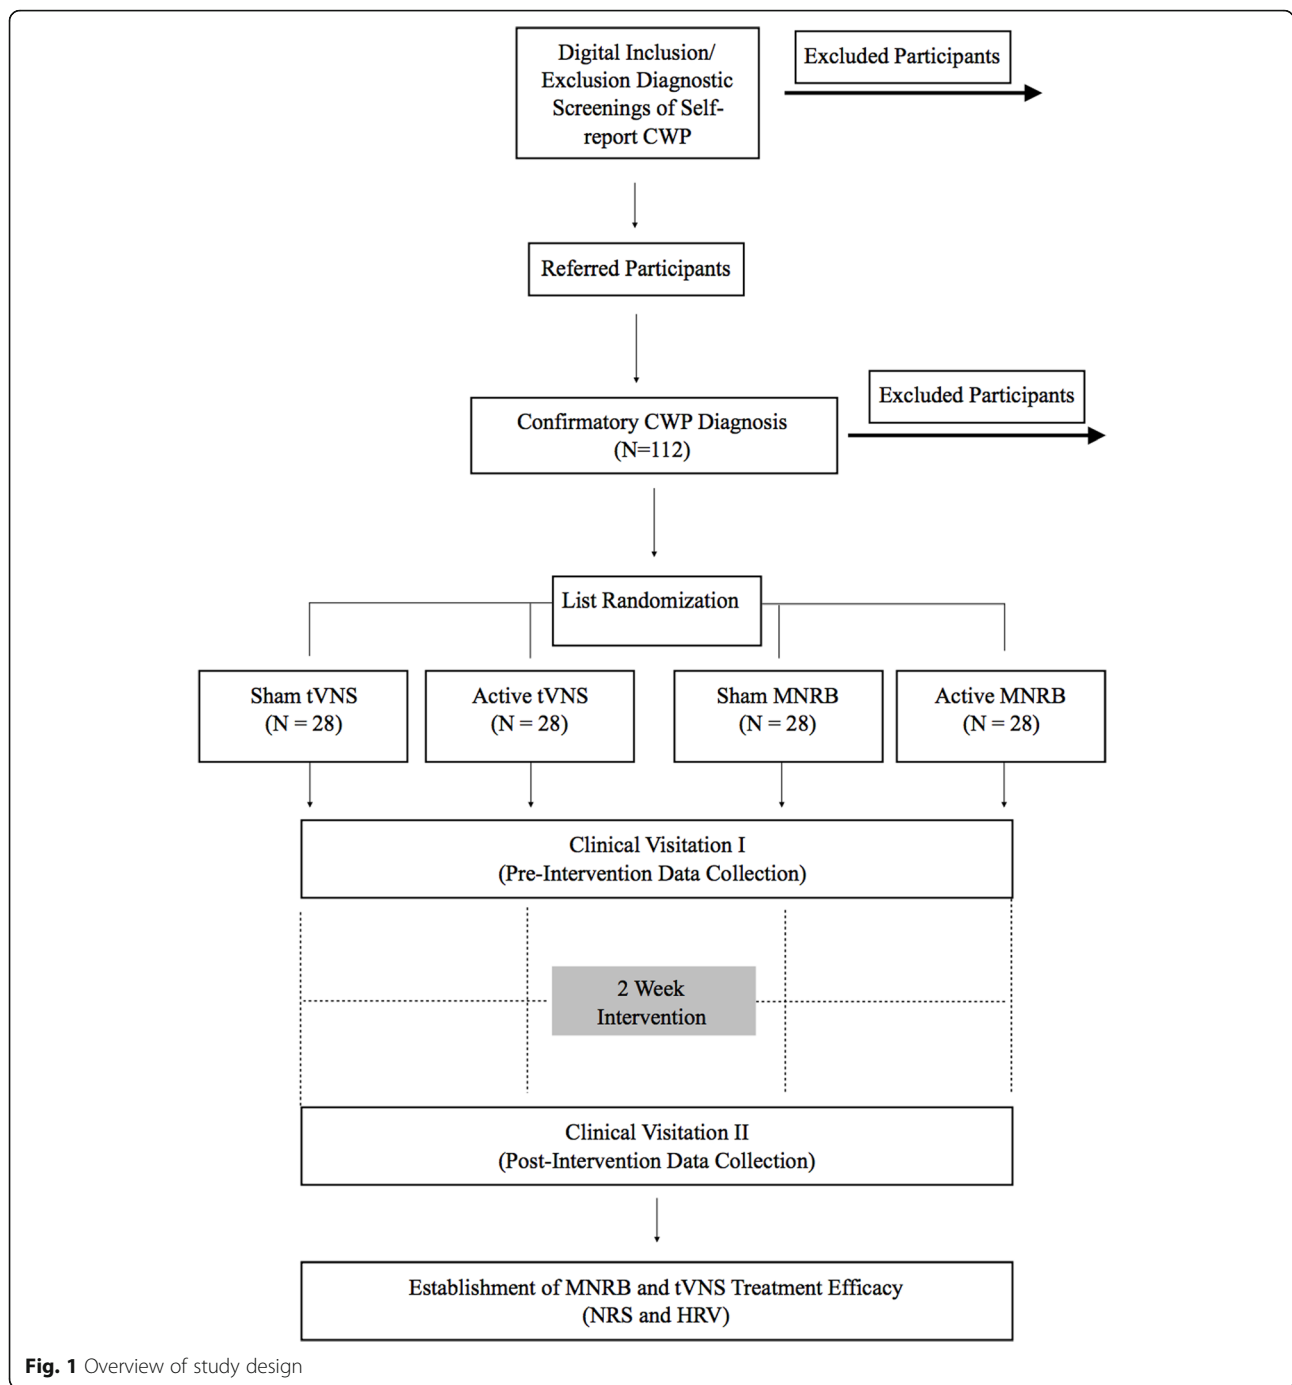 Digital Inclusion/
Exclusion Diagnostic
Screenings of Self-
report CWP
Excluded Participants
Referred Participants
Excluded Participants
Confirmatory CWP Diagnosis
(N=112)
List Randomization
Sham tVNS
(N = 28)
Active tVNS
(N = 28)
Sham MNRB
(N = 28)
Active MNRB
(N = 28)
Clinical Visitation I
(Pre-Intervention Data Collection)
2 Week
Intervention
Clinical Visitation II
(Post-Intervention Data Collection)
Establishment of MNRB and tVNS Treatment Efficacy
(NRS and HRV)
Fig. 1 Overview of study design